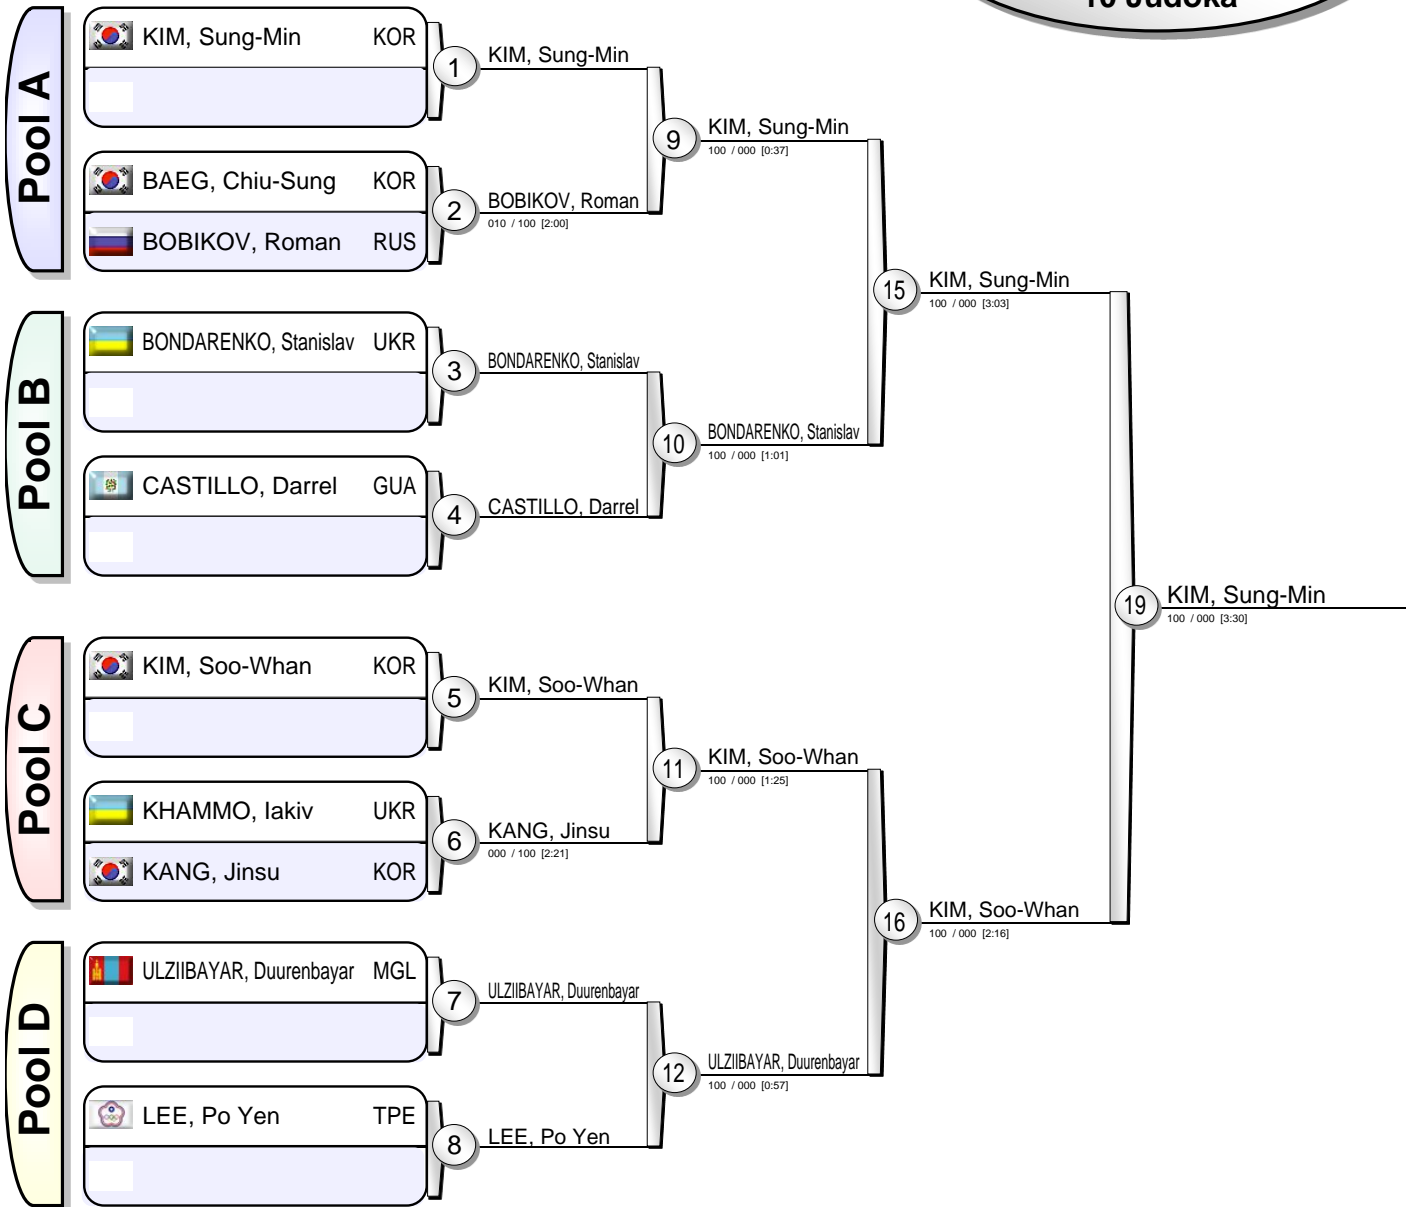 10 Judoka
Pool A
KIM, Sung-Min KOR
BAEG, Chiu-Sung KOR
BOBIKOV, Roman RUS
1
KIM, Sung-Min
2
BOBIKOV, Roman
010 / 100 [2:00]
9
KIM, Sung-Min
100 / 000 [0:37]
Pool B
BONDARENKO, Stanislav UKR
CASTILLO, Darrel GUA
3
BONDARENKO, Stanislav
4
CASTILLO, Darrel
10
BONDARENKO, Stanislav
100 / 000 [1:01]
15
KIM, Sung-Min
100 / 000 [3:03]
Pool C
KIM, Soo-Whan KOR
KHAMMO, Iakiv UKR
KANG, Jinsu KOR
5
KIM, Soo-Whan
6
KANG, Jinsu
000 / 100 [2:21]
11
KIM, Soo-Whan
100 / 000 [1:25]
Pool D
ULZIIBAYAR, Duurenbayar MGL
LEE, Po Yen TPE
7
ULZIIBAYAR, Duurenbayar
8
LEE, Po Yen
12
ULZIIBAYAR, Duurenbayar
100 / 000 [0:57]
16
KIM, Soo-Whan
100 / 000 [2:16]
19
KIM, Sung-Min
100 / 000 [3:30]